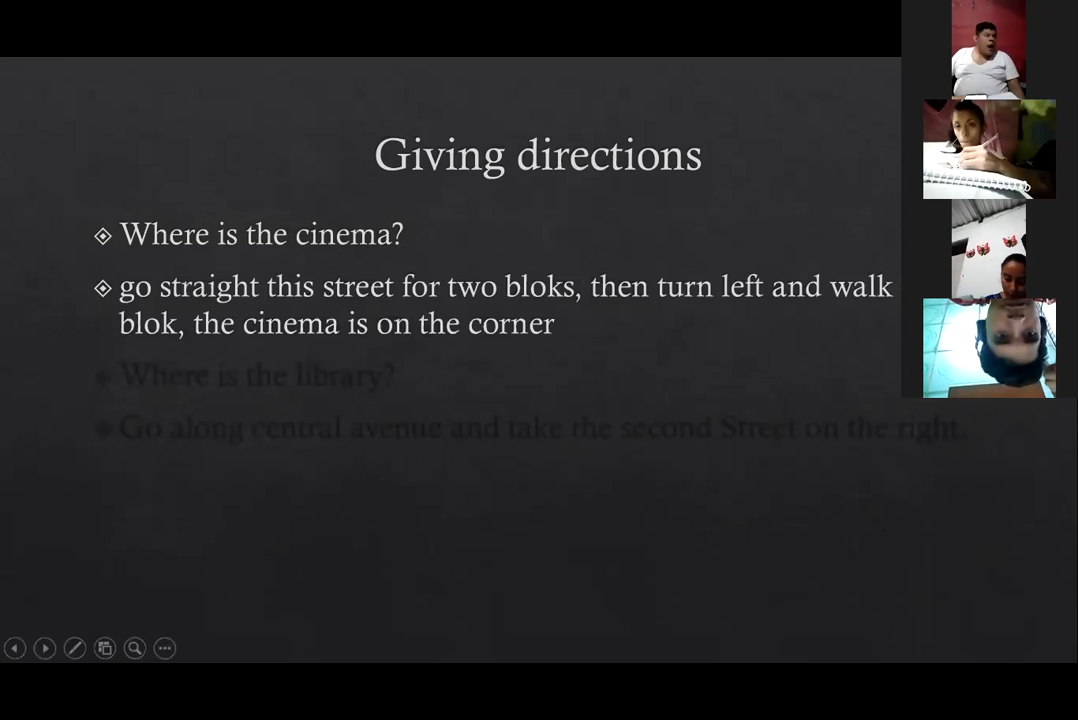 Giving directions
Where is the cinema?
go straight this street for two bloks, then turn left and walk
blok, the cinema is on the corner
Where is the library?
Go along central avenue and take the second Street on the right.